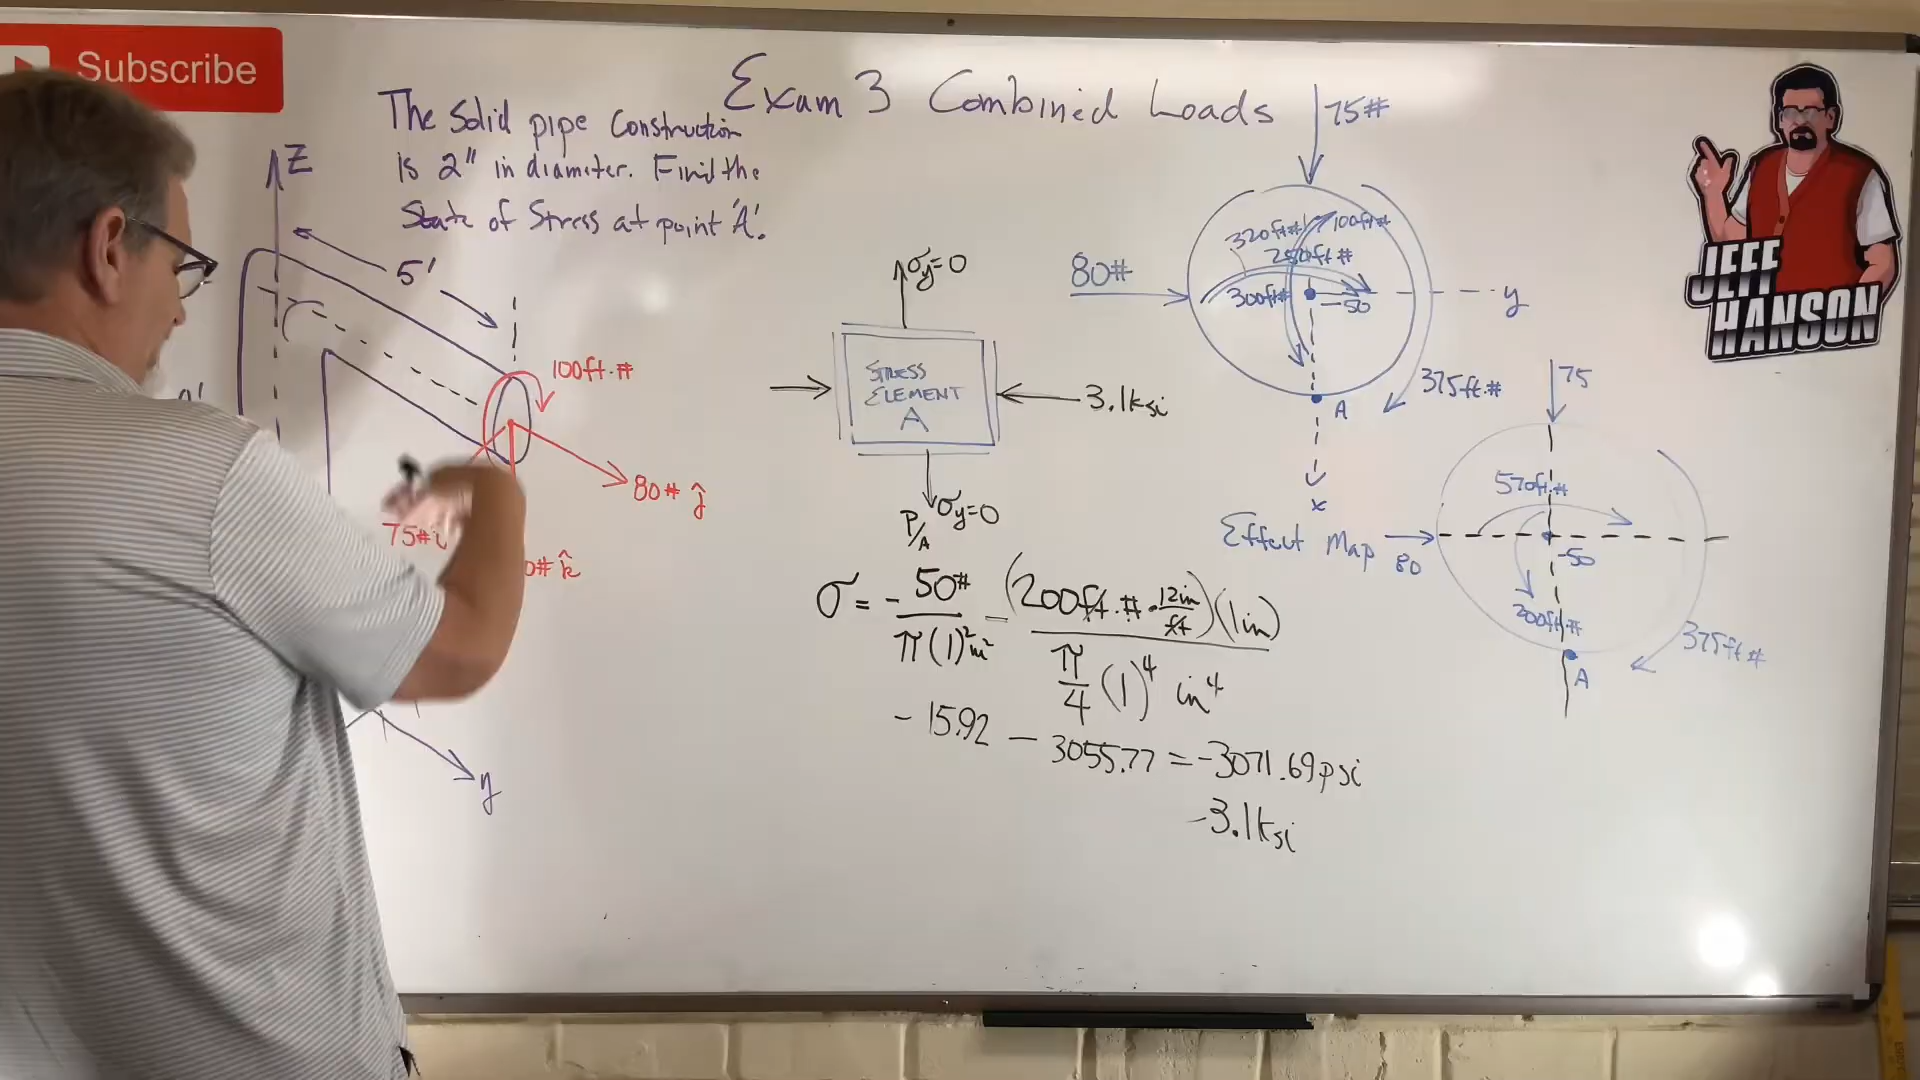 Subscribe
Exam 3 Combined Loads
The Solid pipe Construction
is 2" in diameter. Find the
State of Stress at point 'A'.
Z
5'
100ft·#
80# ĵ
75#
0# k̂
y
σy=0
STRESS
ELEMENT
A
3.1ksi
σy=0
P/A
σ = - 50# / π(1)²in² - (200ft·# · 12in/ft)(1in) / π/4 (1)⁴ in⁴
- 15.92 - 3055.77 = -3071.69psi
-3.1ksi
75#
80#
320ft#
100ft#
250ft#
300ft#
-50
y
A
375ft·#
x
Effect Map
75
570ft·#
80
-50
200ft·#
375ft#
A
JEFF
HANSON